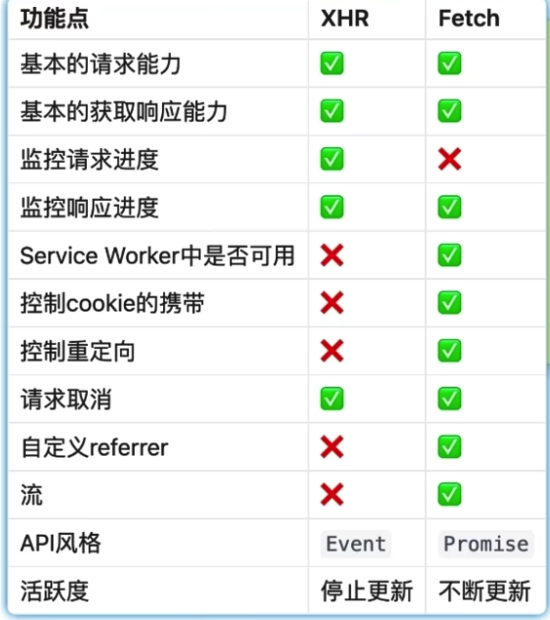 功能点 XHR Fetch
基本的请求能力 ✅ ✅
基本的获取响应能力 ✅ ✅
监控请求进度 ✅ ❌
监控响应进度 ✅ ✅
Service Worker中是否可用 ❌ ✅
控制cookie的携带 ❌ ✅
控制重定向 ❌ ✅
请求取消 ✅ ✅
自定义referrer ❌ ✅
流 ❌ ✅
API风格 Event Promise
活跃度 停止更新 不断更新